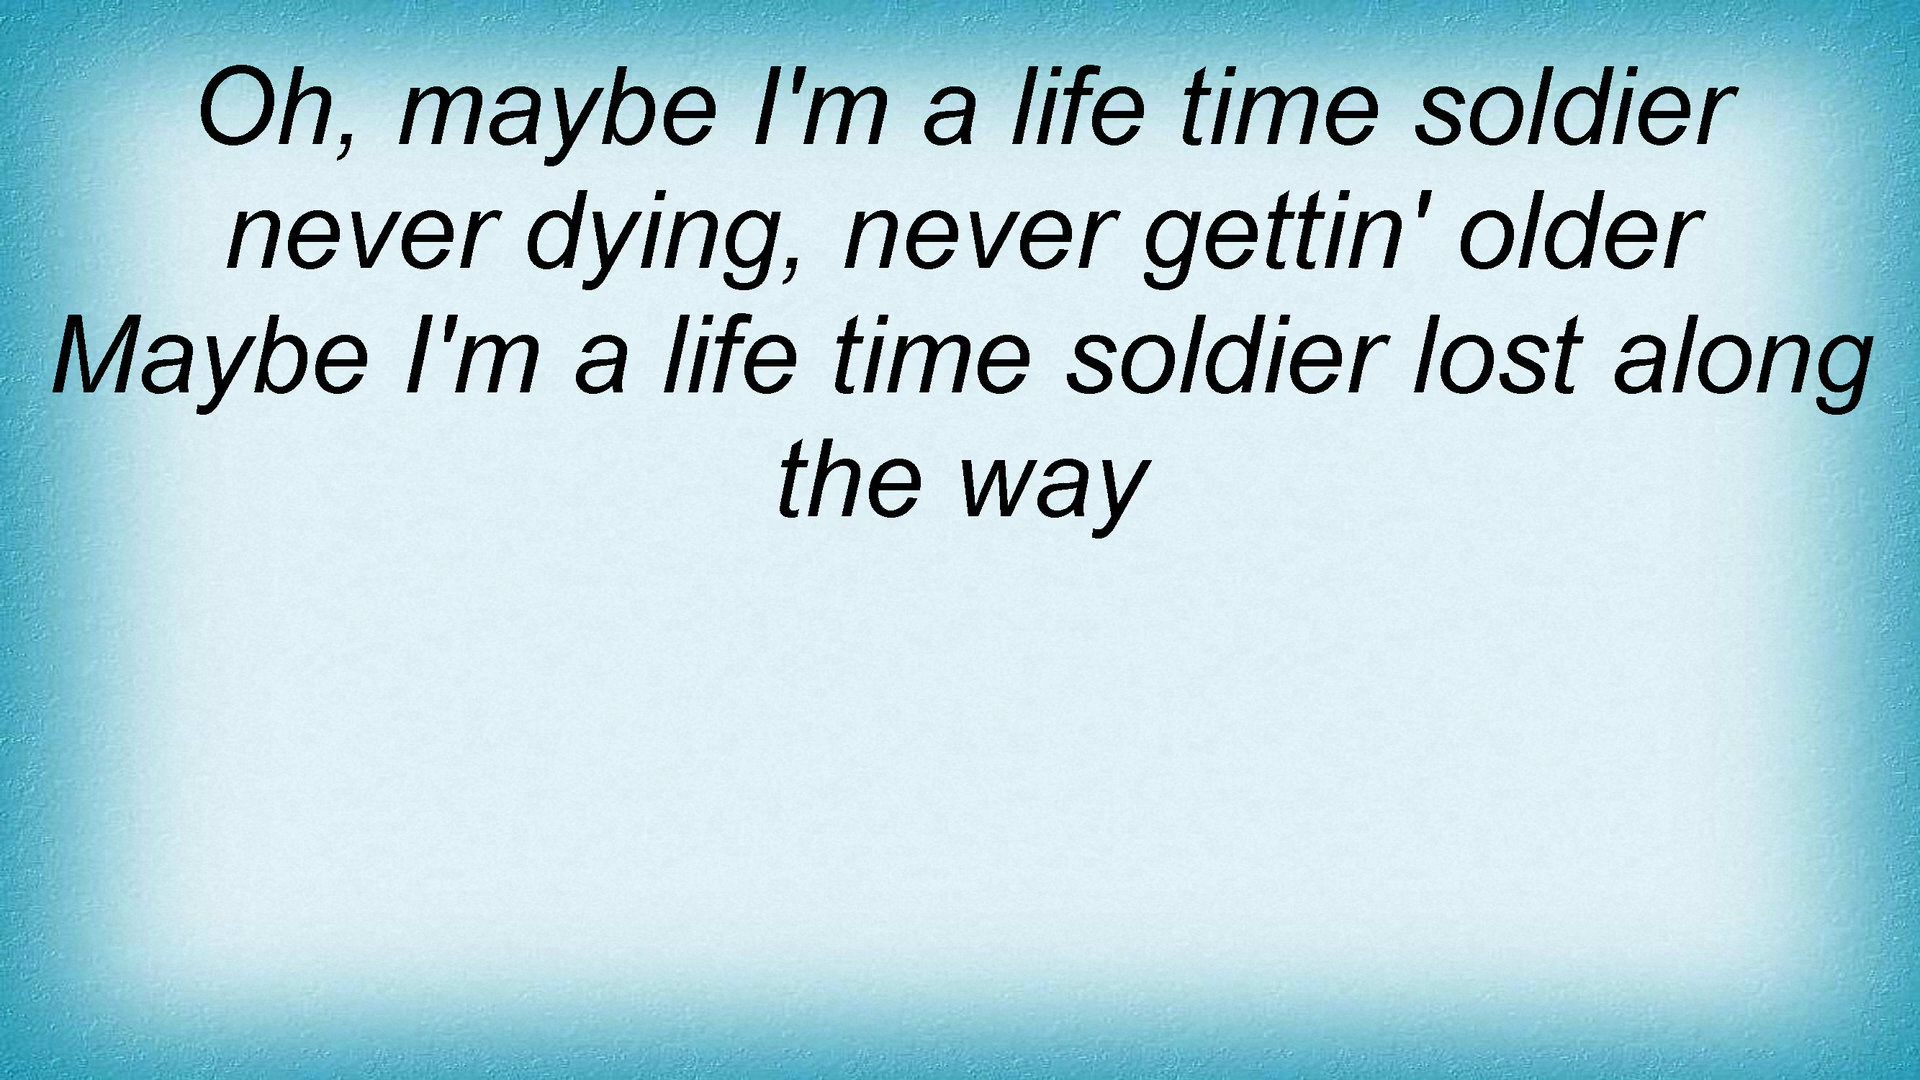 Oh, maybe I'm a life time soldier
never dying, never gettin' older
Maybe I'm a life time soldier lost along
the way